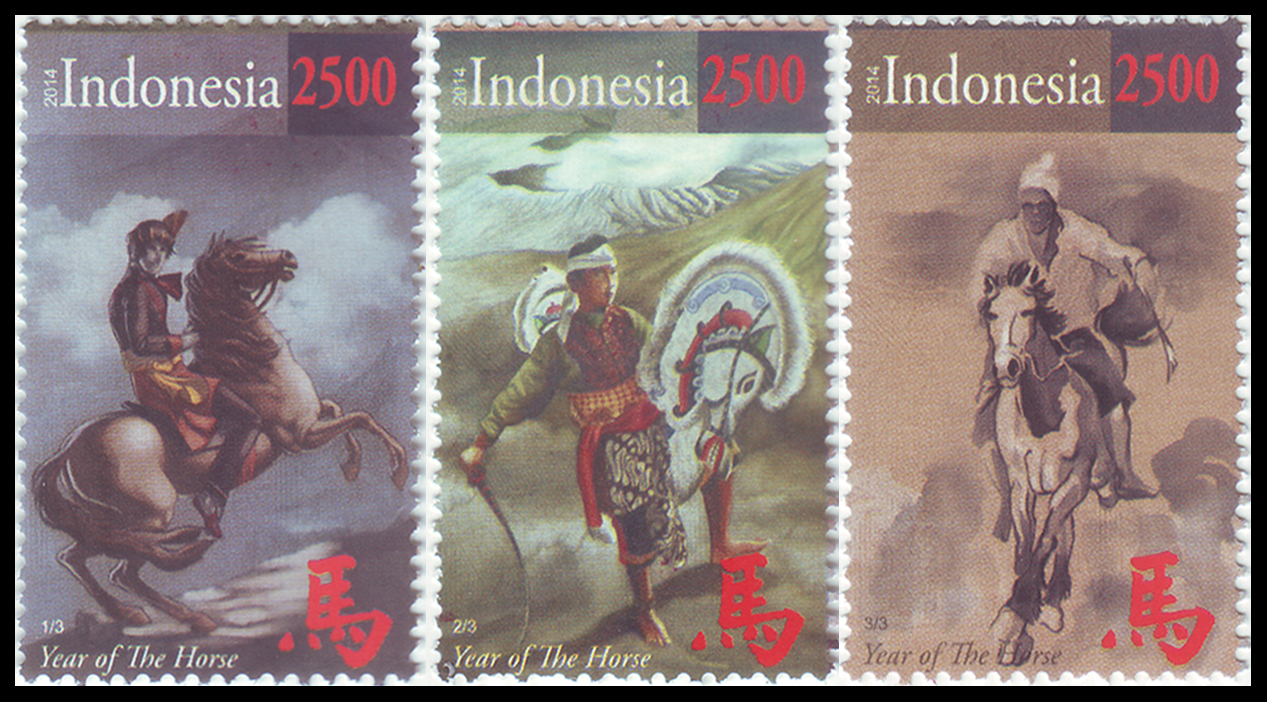 2014 Indonesia 2500
1/3
Year of The Horse 馬
2014 Indonesia 2500
2/3
Year of The Horse 馬
2014 Indonesia 2500
3/3
Year of The Horse 馬